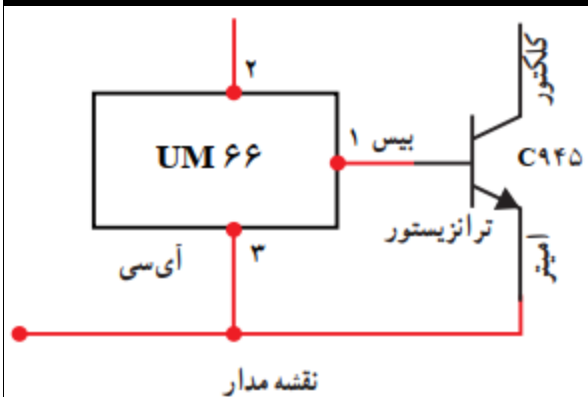 ۲
کلکتور
UM ۶۶
۱
بیس
C۹۴۵
ترانزیستور
امیتر
آی‌سی
۳
نقشه مدار